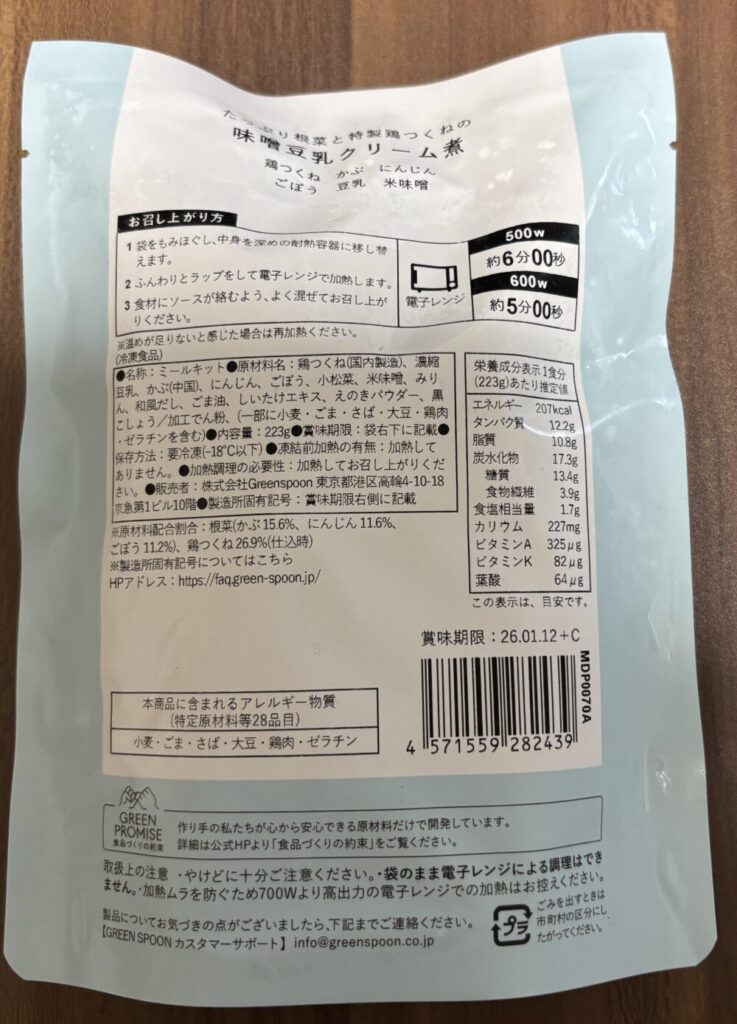 たっぷり根菜と特製鶏つくねの
味噌豆乳クリーム煮
鶏つくね かぶ にんじん
ごぼう 豆乳 米味噌
お召し上がり方
1 袋をもみほぐし、中身を深めの耐熱容器に移し替
えます。
2 ふんわりとラップをして電子レンジで加熱します。
3 食材にソースが絡むよう、よく混ぜてお召し上が
りください。
電子レンジ
500w
約6分00秒
600w
約5分00秒
※温めが足りないと感じた場合は再加熱ください。
(冷凍食品)
●名称：ミールキット●原材料名：鶏つくね(国内製造)、濃縮
豆乳、かぶ(中国)、にんじん、ごぼう、小松菜、米味噌、みり
ん、和風だし、ごま油、しいたけエキス、えのきパウダー、黒
こしょう／加工でん粉、(一部に小麦・ごま・さば・大豆・鶏肉
・ゼラチンを含む)●内容量：223g●賞味期限：袋右下に記載●
保存方法：要冷凍(-18℃以下) ●凍結前加熱の有無：加熱して
ありません。●加熱調理の必要性：加熱してお召し上がりくだ
さい。●販売者：株式会社Greenspoon 東京都港区高輪4-10-18
京急第1ビル10階●製造所固有記号：賞味期限右側に記載
※原材料配合割合：根菜(かぶ 15.6%、にんじん 11.6%、
ごぼう 11.2%)、鶏つくね 26.9%(仕込時)
※製造所固有記号についてはこちら
HPアドレス：https://faq.green-spoon.jp/
栄養成分表示1食分
(223g)あたり推定値
エネルギー 207kcal
タンパク質 12.2g
脂質 10.8g
炭水化物 17.3g
糖質 13.4g
食物繊維 3.9g
食塩相当量 1.7g
カリウム 227mg
ビタミンA 325μg
ビタミンK 82μg
葉酸 64μg
この表示は、目安です。
賞味期限：26.01.12+C
MDP0070A
4 571559 282439
本商品に含まれるアレルギー物質
(特定原材料等28品目)
小麦・ごま・さば・大豆・鶏肉・ゼラチン
GREEN
PROMISE
食品づくりの約束
作り手の私たちが心から安心できる原材料だけで開発しています。
詳細は公式HPより「食品づくりの約束」をご覧ください。
取扱上の注意 ・やけどに十分ご注意ください。・袋のまま電子レンジによる調理はでき
ません。・加熱ムラを防ぐため700Wより高出力の電子レンジでの加熱はお控えください。
製品についてお気づきの点がございましたら、下記までご連絡ください。
【GREEN SPOON カスタマーサポート】 info@greenspoon.co.jp
プラ
ごみを出すときは
市町村の区分にし
たがってください。